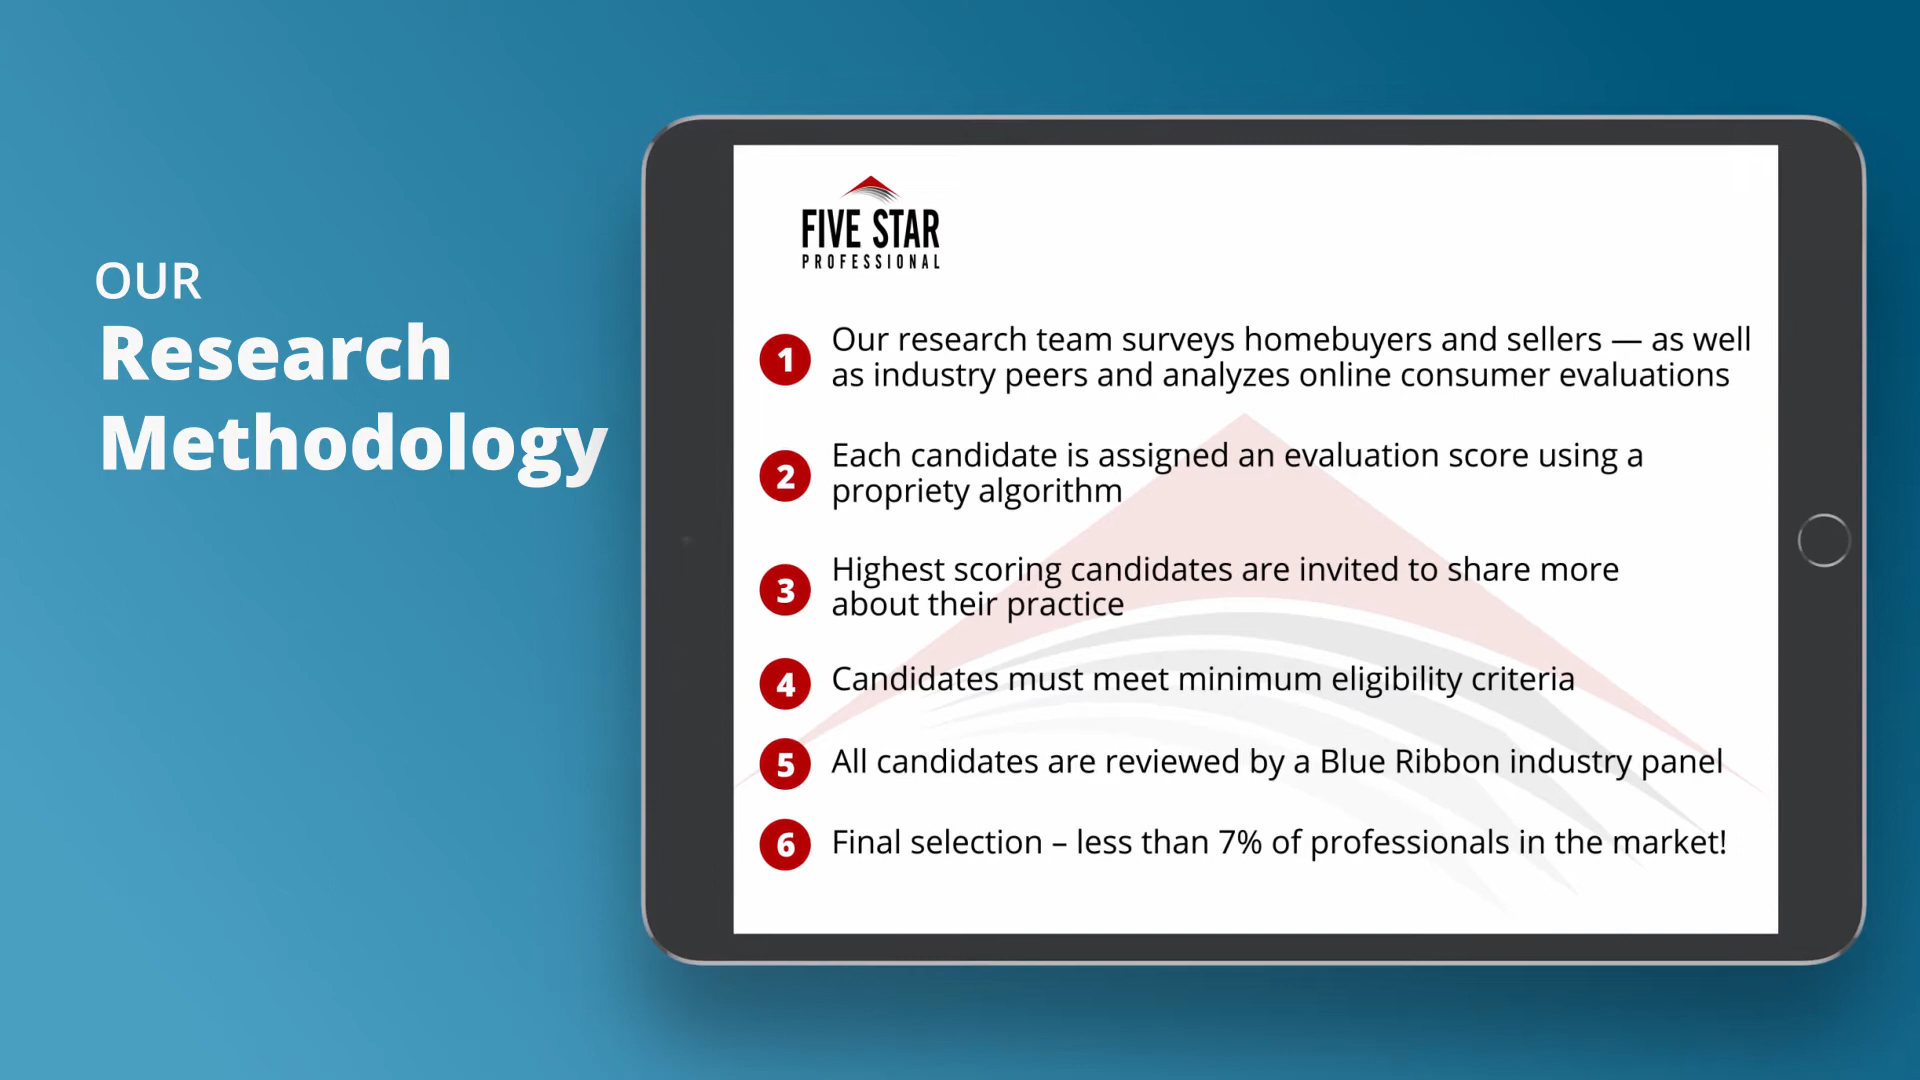 OUR
Research
Methodology
FIVE STAR
PROFESSIONAL
1 Our research team surveys homebuyers and sellers — as well
as industry peers and analyzes online consumer evaluations
2 Each candidate is assigned an evaluation score using a
propriety algorithm
3 Highest scoring candidates are invited to share more
about their practice
4 Candidates must meet minimum eligibility criteria
5 All candidates are reviewed by a Blue Ribbon industry panel
6 Final selection – less than 7% of professionals in the market!